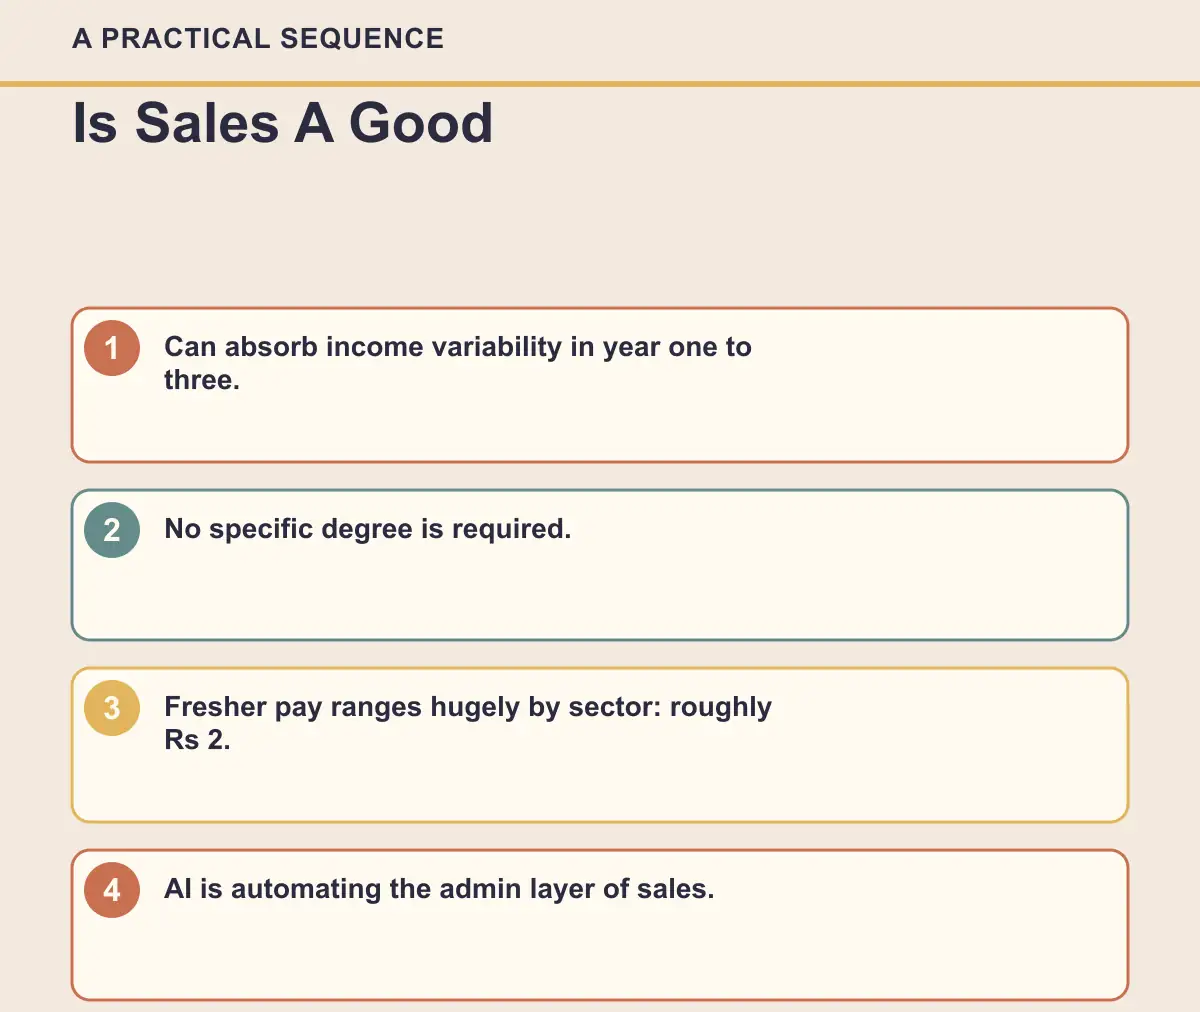 A PRACTICAL SEQUENCE
Is Sales A Good
1
Can absorb income variability in year one to
three.
2
No specific degree is required.
3
Fresher pay ranges hugely by sector: roughly
Rs 2.
4
AI is automating the admin layer of sales.